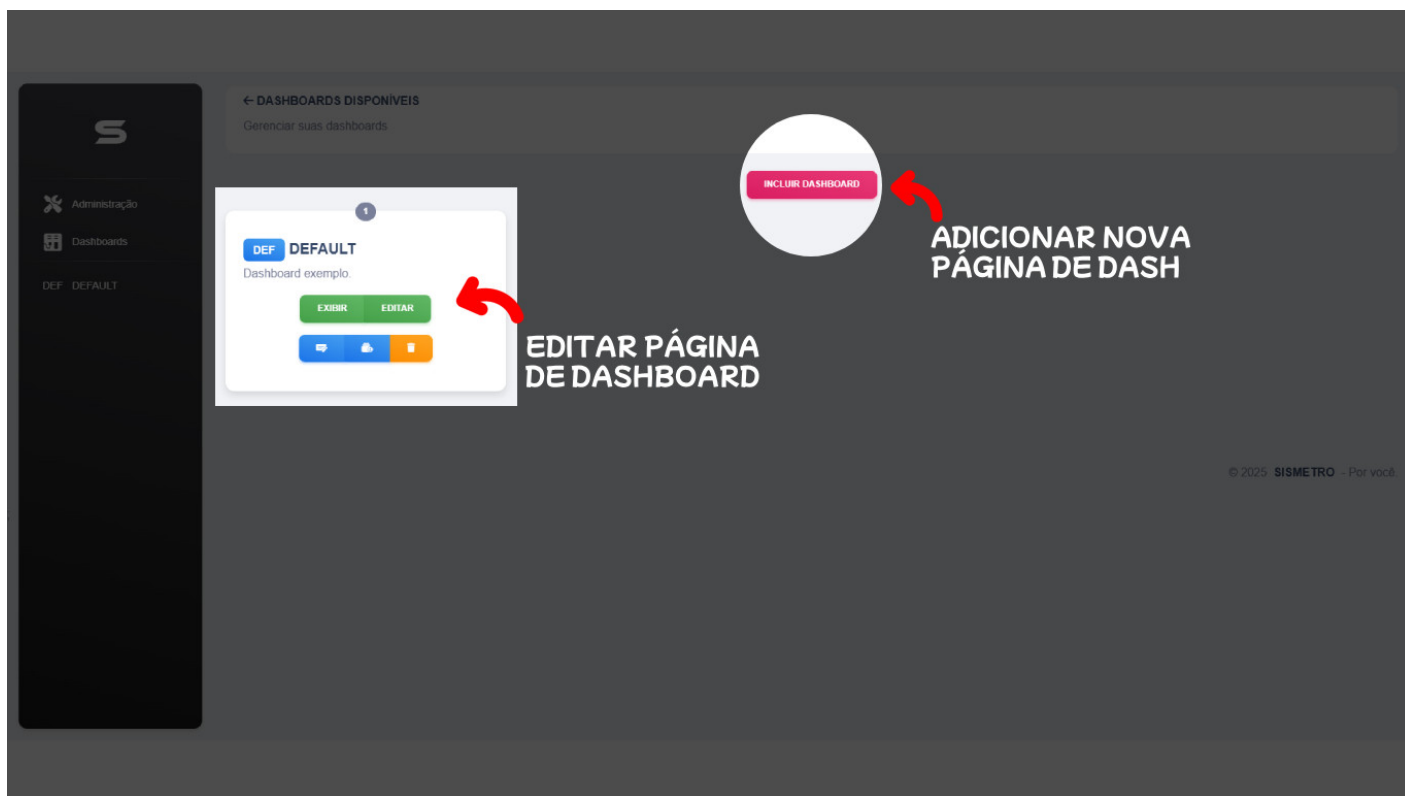 ← DASHBOARDS DISPONÍVEIS
Gerenciar suas dashboards
S
Administração
Dashboards
DEF DEFAULT
INCLUIR DASHBOARD
ADICIONAR NOVA
PÁGINA DE DASH
1
DEF DEFAULT
Dashboard exemplo.
EXIBIR EDITAR
EDITAR PÁGINA
DE DASHBOARD
© 2025 SISMETRO - Por você.